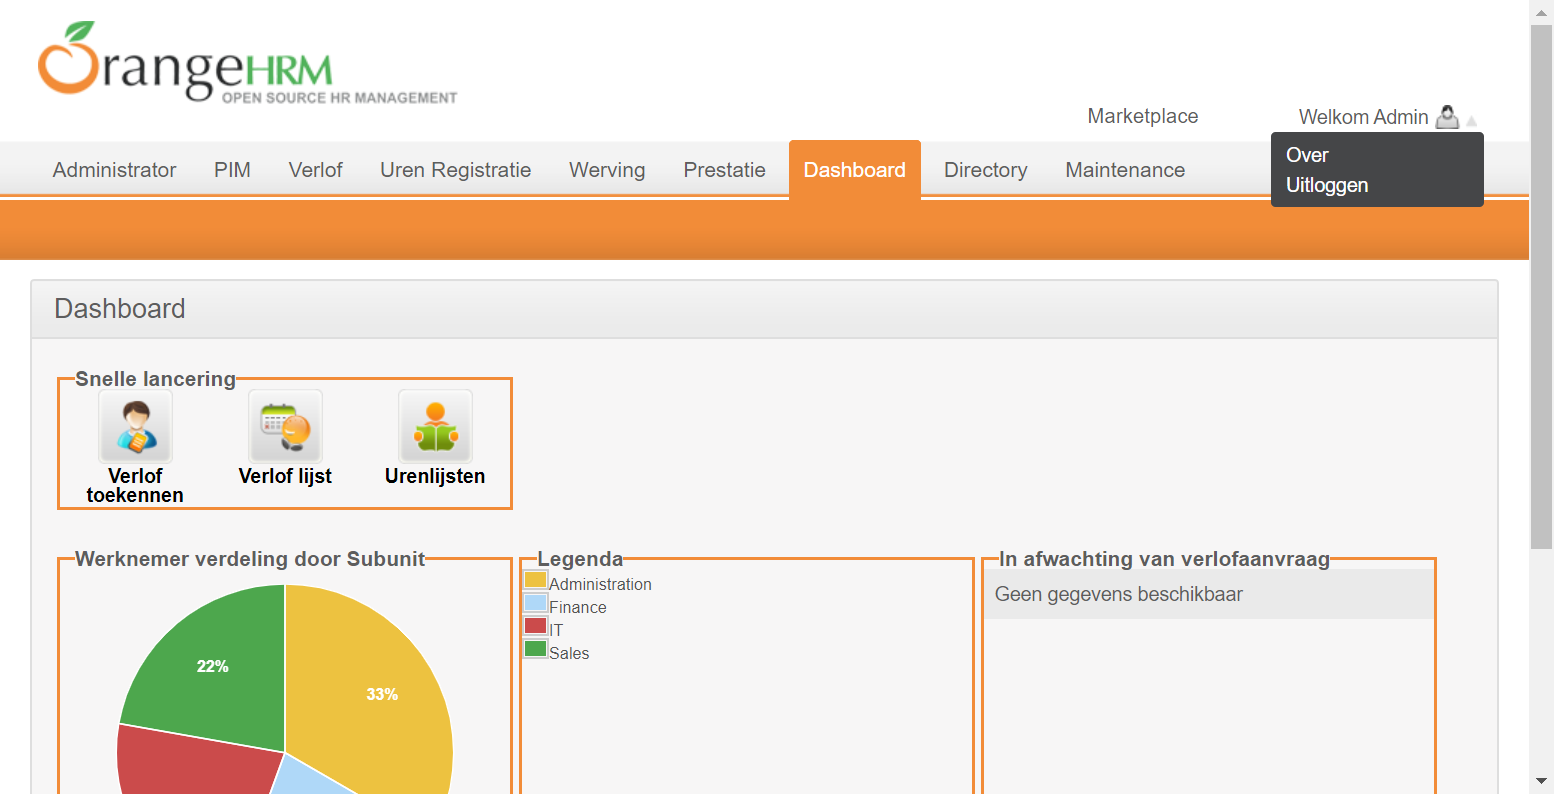 OrangeHRM
OPEN SOURCE HR MANAGEMENT
Marketplace
Welkom Admin
Over
Uitloggen
Administrator PIM Verlof Uren Registratie Werving Prestatie Dashboard Directory Maintenance
Dashboard
Snelle lancering
Verlof toekennen
Verlof lijst
Urenlijsten
Werknemer verdeling door Subunit
22%
33%
Legenda
Administration
Finance
IT
Sales
In afwachting van verlofaanvraag
Geen gegevens beschikbaar